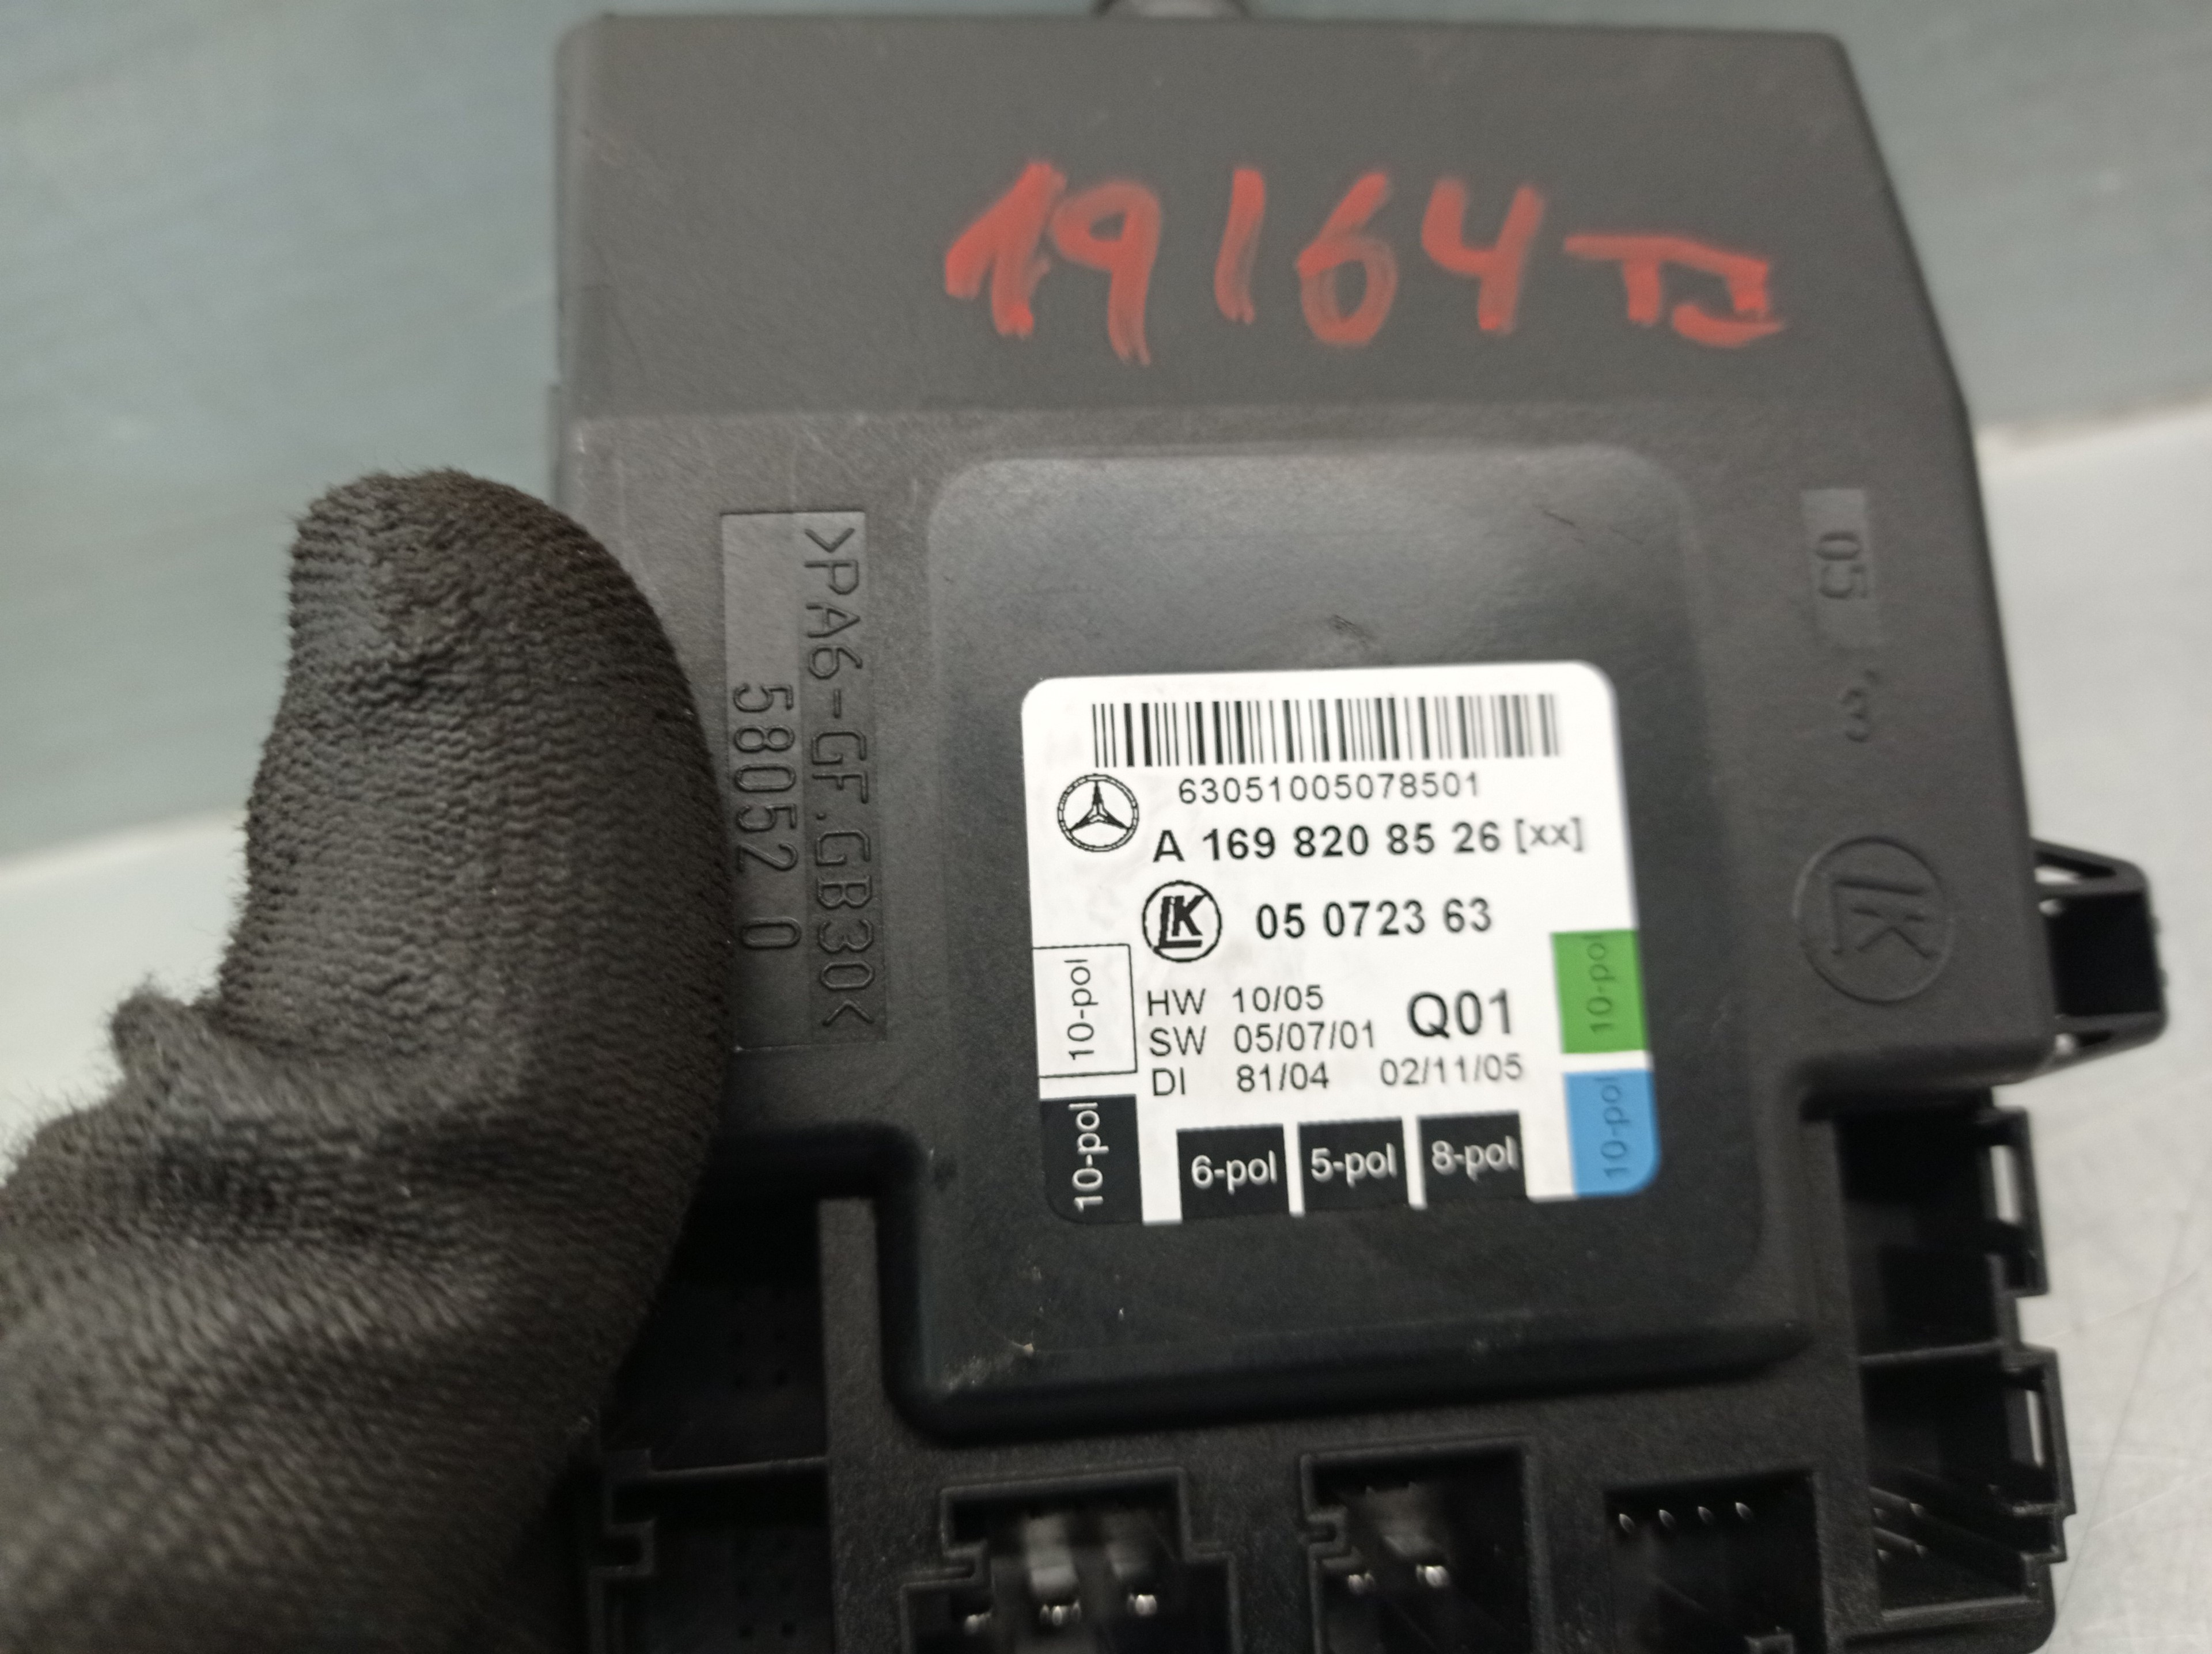 19164
>PA6-GF.GB30<
58052 0
05
3
LK
63051005078501
A 169 820 85 26 [xx]
LK 05 0723 63
HW 10/05 Q01
SW 05/07/01
DI 81/04 02/11/05
10-pol
10-pol
6-pol 5-pol 8-pol
10-pol
10-pol